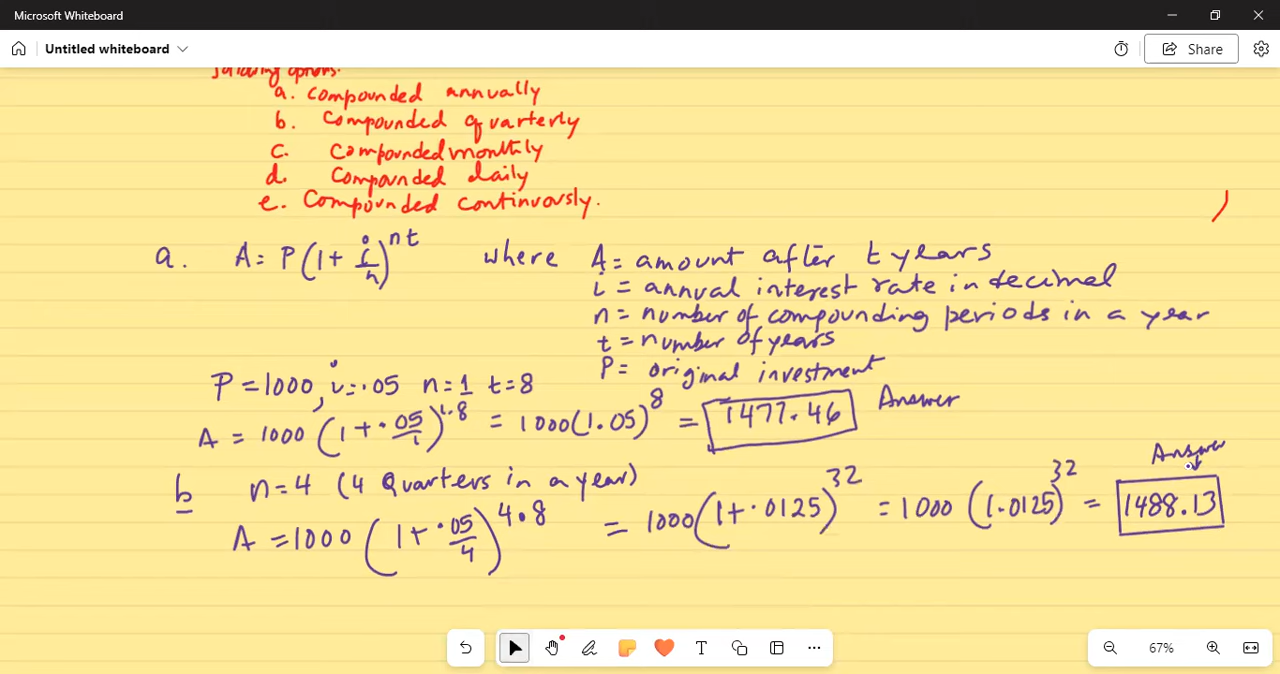 Microsoft Whiteboard
Untitled whiteboard
Share
following options:
a. compounded annually
b. compounded quarterly
c. compounded monthly
d. compounded daily
e. compounded continuously.
a. A = P(1 + i/n)^nt where A = amount after t years
i = annual interest rate in decimal
n = number of compounding periods in a year
t = number of years
P = original investment
P = 1000, i = .05 n = 1 t = 8
A = 1000 (1 + .05/1)^1.8 = 1000(1.05)^8 = 1477.46 Answer
b n = 4 (4 Quarters in a year)
Answer
A = 1000 (1 + .05/4)^4.8 = 1000(1 + .0125)^32 = 1000 (1.0125)^32 = 1488.13
67%